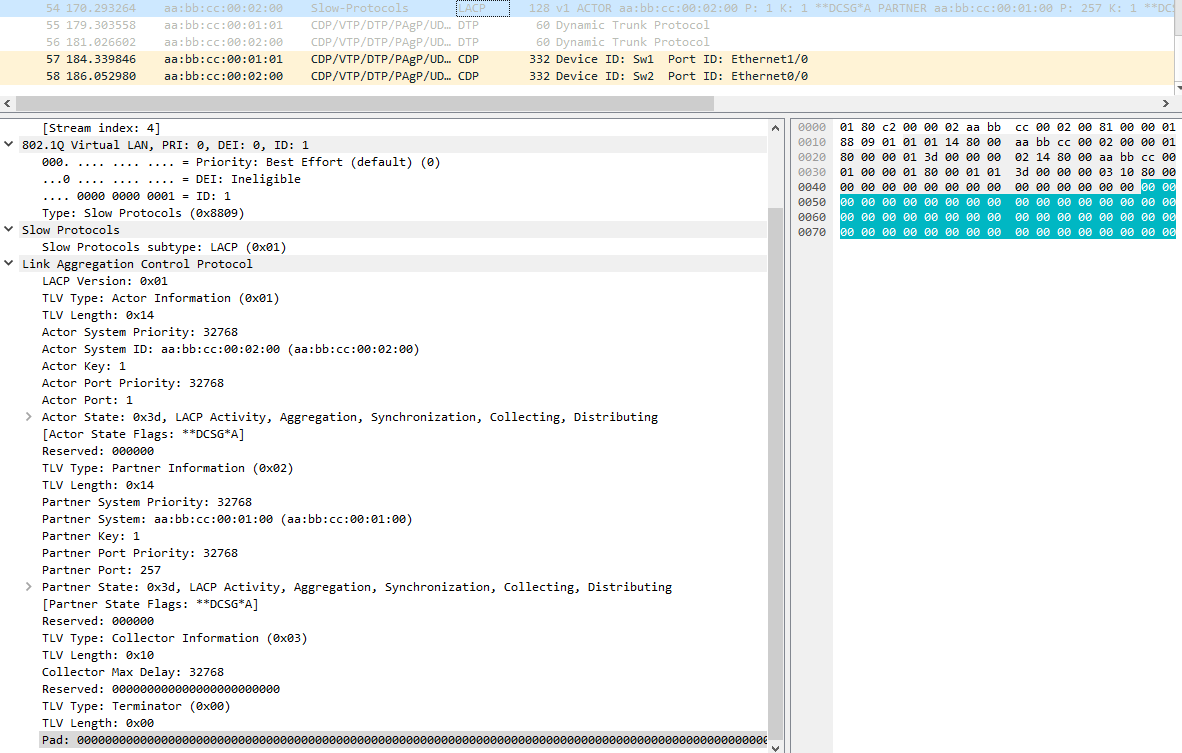 54 170.293264 aa:bb:cc:00:02:00 Slow-Protocols LACP 128 v1 ACTOR aa:bb:cc:00:02:00 P: 1 K: 1 **DCSG*A PARTNER aa:bb:cc:00:01:00 P: 257 K: 1 **DCS
55 179.303558 aa:bb:cc:00:01:01 CDP/VTP/DTP/PAgP/UD… DTP 60 Dynamic Trunk Protocol
56 181.026602 aa:bb:cc:00:02:00 CDP/VTP/DTP/PAgP/UD… DTP 60 Dynamic Trunk Protocol
57 184.339846 aa:bb:cc:00:01:01 CDP/VTP/DTP/PAgP/UD… CDP 332 Device ID: Sw1 Port ID: Ethernet1/0
58 186.052980 aa:bb:cc:00:02:00 CDP/VTP/DTP/PAgP/UD… CDP 332 Device ID: Sw2 Port ID: Ethernet0/0
[Stream index: 4]
802.1Q Virtual LAN, PRI: 0, DEI: 0, ID: 1
000. .... .... .... = Priority: Best Effort (default) (0)
...0 .... .... .... = DEI: Ineligible
.... 0000 0000 0001 = ID: 1
Type: Slow Protocols (0x8809)
Slow Protocols
Slow Protocols subtype: LACP (0x01)
Link Aggregation Control Protocol
LACP Version: 0x01
TLV Type: Actor Information (0x01)
TLV Length: 0x14
Actor System Priority: 32768
Actor System ID: aa:bb:cc:00:02:00 (aa:bb:cc:00:02:00)
Actor Key: 1
Actor Port Priority: 32768
Actor Port: 1
Actor State: 0x3d, LACP Activity, Aggregation, Synchronization, Collecting, Distributing
[Actor State Flags: **DCSG*A]
Reserved: 000000
TLV Type: Partner Information (0x02)
TLV Length: 0x14
Partner System Priority: 32768
Partner System: aa:bb:cc:00:01:00 (aa:bb:cc:00:01:00)
Partner Key: 1
Partner Port Priority: 32768
Partner Port: 257
Partner State: 0x3d, LACP Activity, Aggregation, Synchronization, Collecting, Distributing
[Partner State Flags: **DCSG*A]
Reserved: 000000
TLV Type: Collector Information (0x03)
TLV Length: 0x10
Collector Max Delay: 32768
Reserved: 000000000000000000000000
TLV Type: Terminator (0x00)
TLV Length: 0x00
Pad: 000000000000000000000000000000000000000000000000000000000000000000000000000000000000000000000000000
0000 01 80 c2 00 00 02 aa bb cc 00 02 00 81 00 00 01
0010 88 09 01 01 01 14 80 00 aa bb cc 00 02 00 00 01
0020 80 00 00 01 3d 00 00 00 02 14 80 00 aa bb cc 00
0030 01 00 00 01 80 00 01 01 3d 00 00 00 03 10 80 00
0040 00 00 00 00 00 00 00 00 00 00 00 00 00 00 00 00
0050 00 00 00 00 00 00 00 00 00 00 00 00 00 00 00 00
0060 00 00 00 00 00 00 00 00 00 00 00 00 00 00 00 00
0070 00 00 00 00 00 00 00 00 00 00 00 00 00 00 00 00